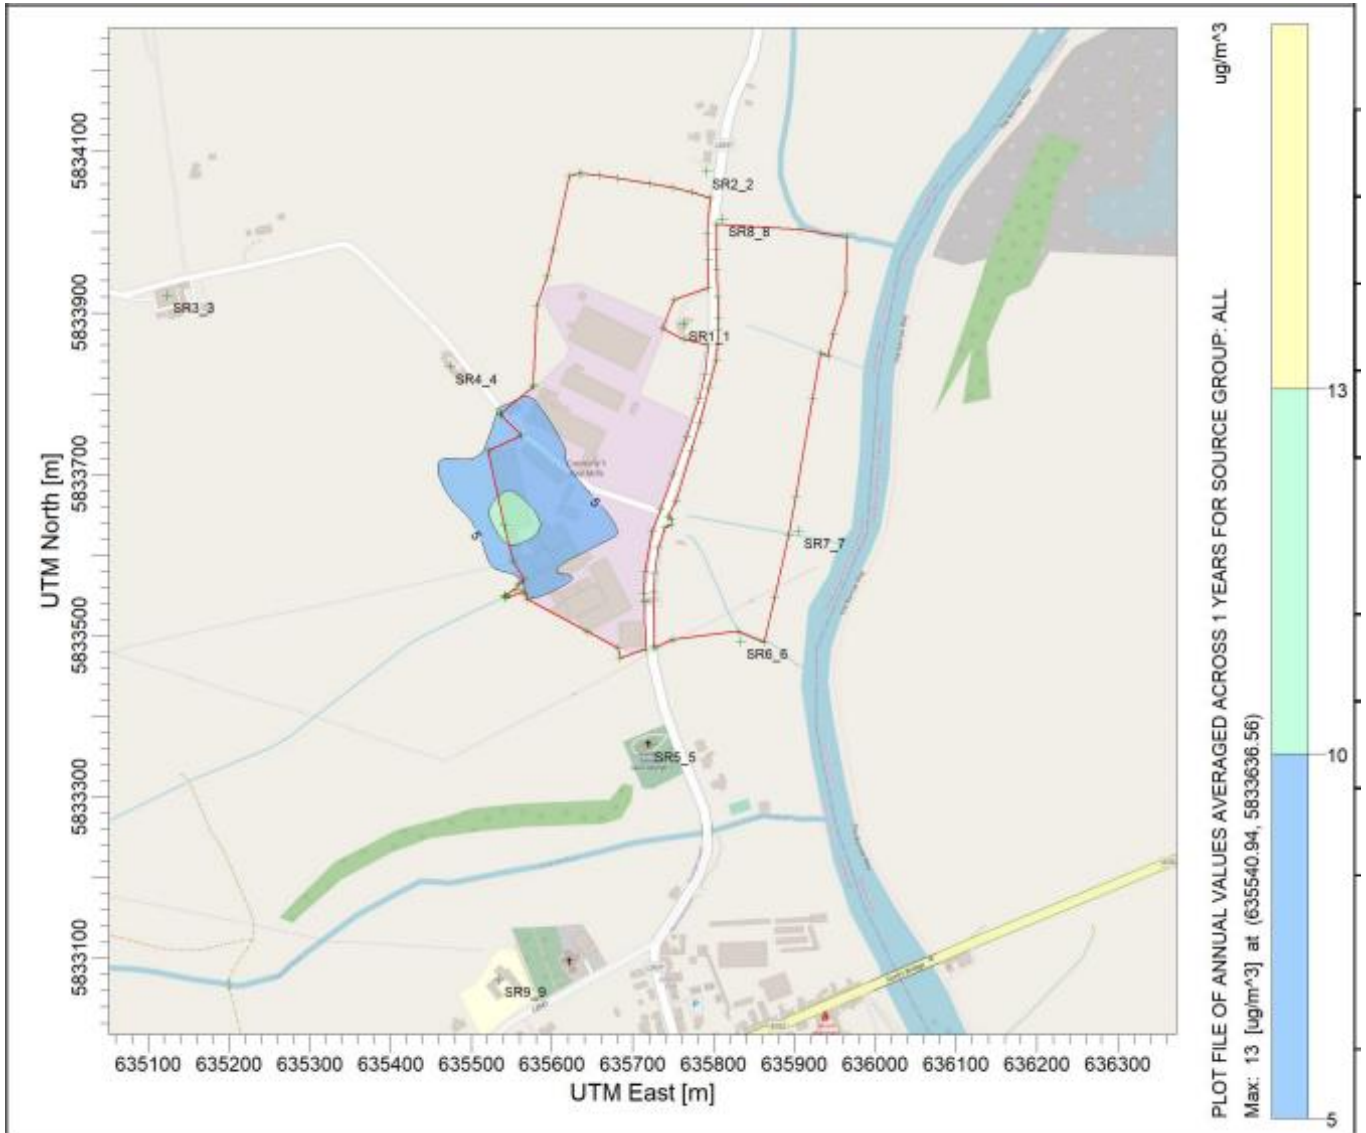 ug/m^3
PLOT FILE OF ANNUAL VALUES AVERAGED ACROSS 1 YEARS FOR SOURCE GROUP: ALL
Max: 13 [ug/m^3] at (635540.94, 5833636.56)
13
10
5
UTM North [m]
5834100
5833900
5833700
5833500
5833300
5833100
SR2_2
SR8_8
SR3_3
SR1_1
SR4_4
5
5
SR7_7
SR6_6
SR5_5
SR9_9
635100 635200 635300 635400 635500 635600 635700 635800 635900 636000 636100 636200 636300
UTM East [m]